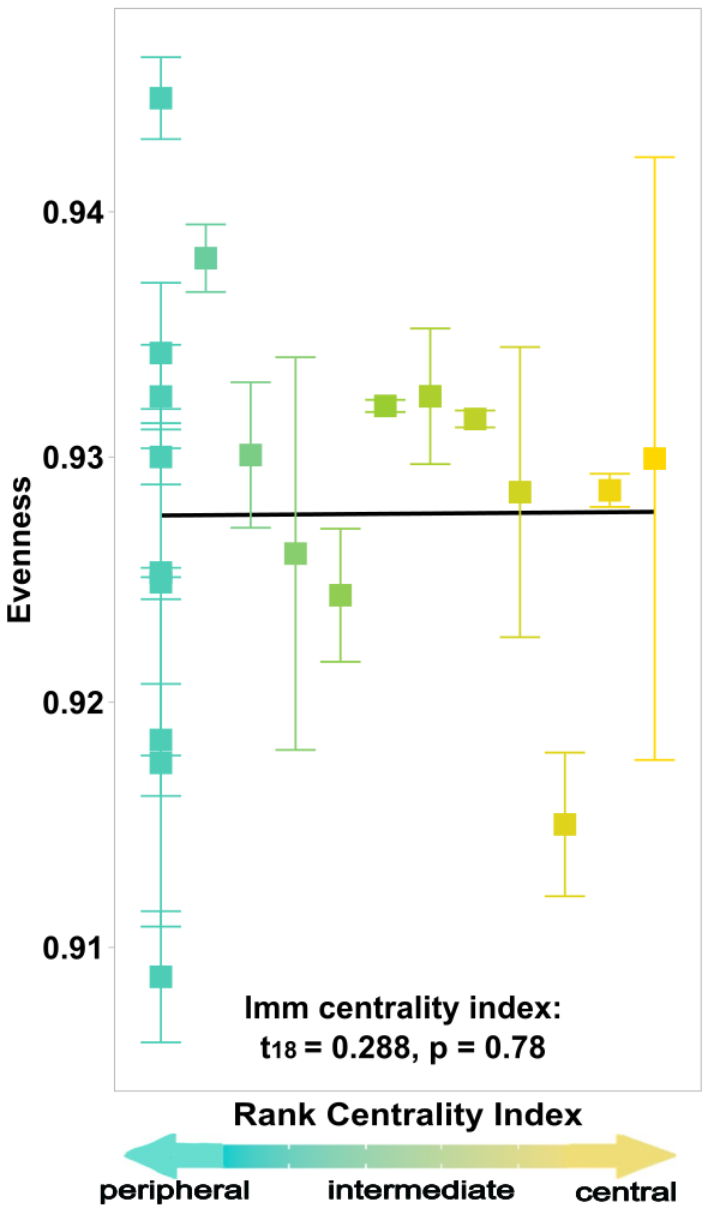 0.94
0.93
0.92
0.91
Evenness
lmm centrality index:
t18 = 0.288, p = 0.78
Rank Centrality Index
peripheral intermediate central